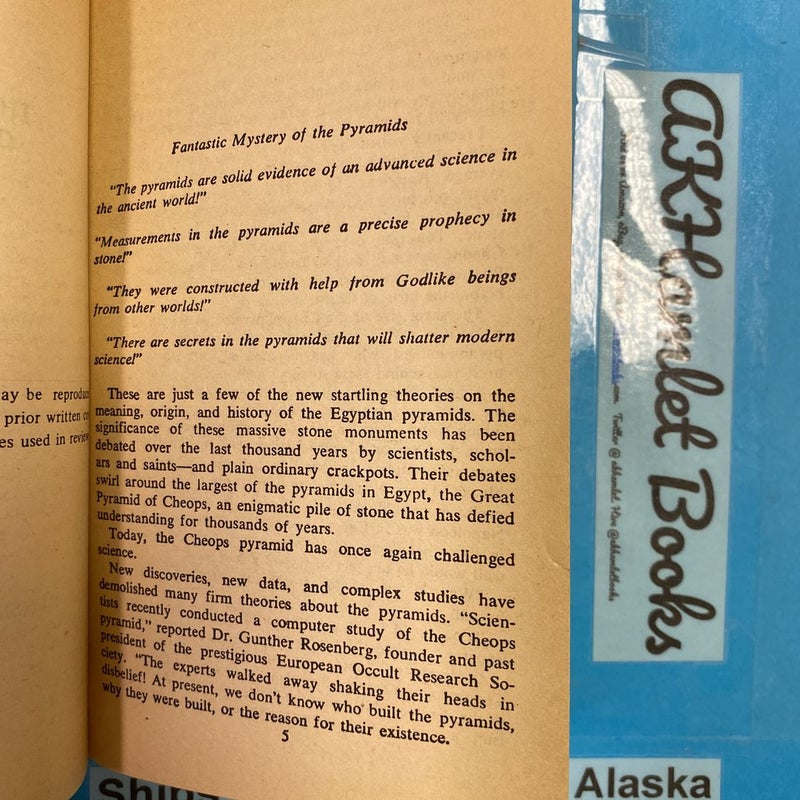 ay be reproduc
prior written c
es used in review
Fantastic Mystery of the Pyramids
"The pyramids are solid evidence of an advanced science in
the ancient world!"
"Measurements in the pyramids are a precise prophecy in
stone!"
"They were constructed with help from Godlike beings
from other worlds!"
"There are secrets in the pyramids that will shatter modern
science!"
These are just a few of the new startling theories on the
meaning, origin, and history of the Egyptian pyramids. The
significance of these massive stone monuments has been
debated over the last thousand years by scientists, schol-
ars and saints—and plain ordinary crackpots. Their debates
swirl around the largest of the pyramids in Egypt, the Great
Pyramid of Cheops, an enigmatic pile of stone that has defied
understanding for thousands of years.
Today, the Cheops pyramid has once again challenged
science.
New discoveries, new data, and complex studies have
demolished many firm theories about the pyramids. "Scien-
tists recently conducted a computer study of the Cheops
pyramid," reported Dr. Gunther Rosenberg, founder and past
president of the prestigious European Occult Research So-
ciety. "The experts walked away shaking their heads in
disbelief! At present, we don't know who built the pyramids,
why they were built, or the reason for their existence.
5
AKHamlet Books
.com Twitter @ akhamlet Hive @akhamletbooks
Ships
Alaska